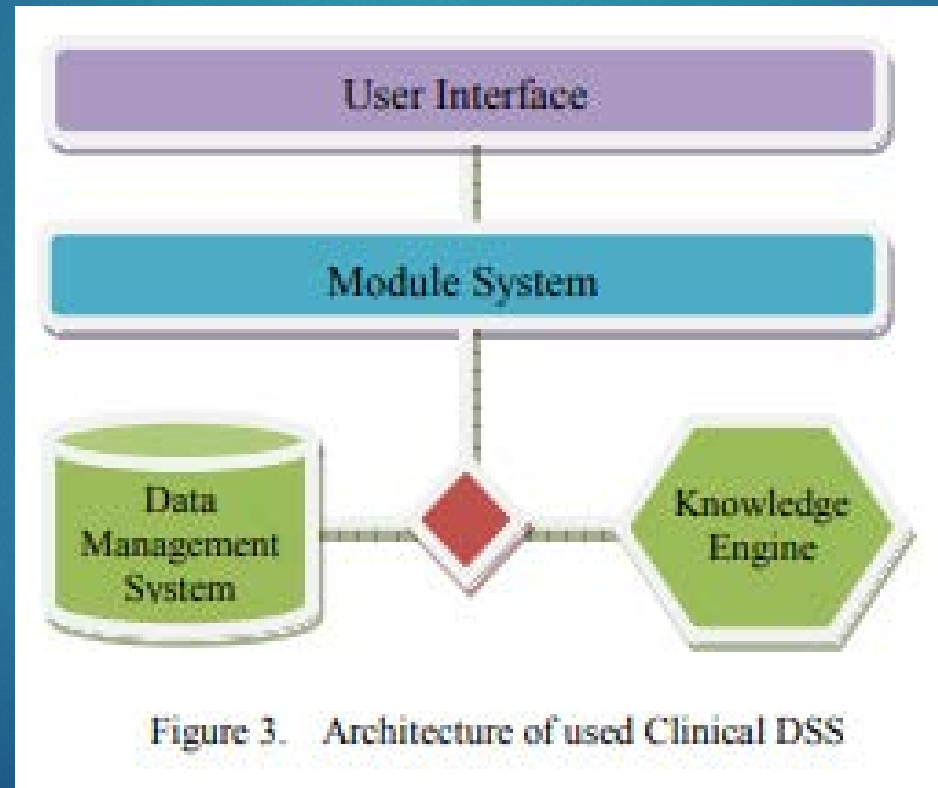 User Interface
Module System
Data
Management
System
Knowledge
Engine
Figure 3. Architecture of used Clinical DSS